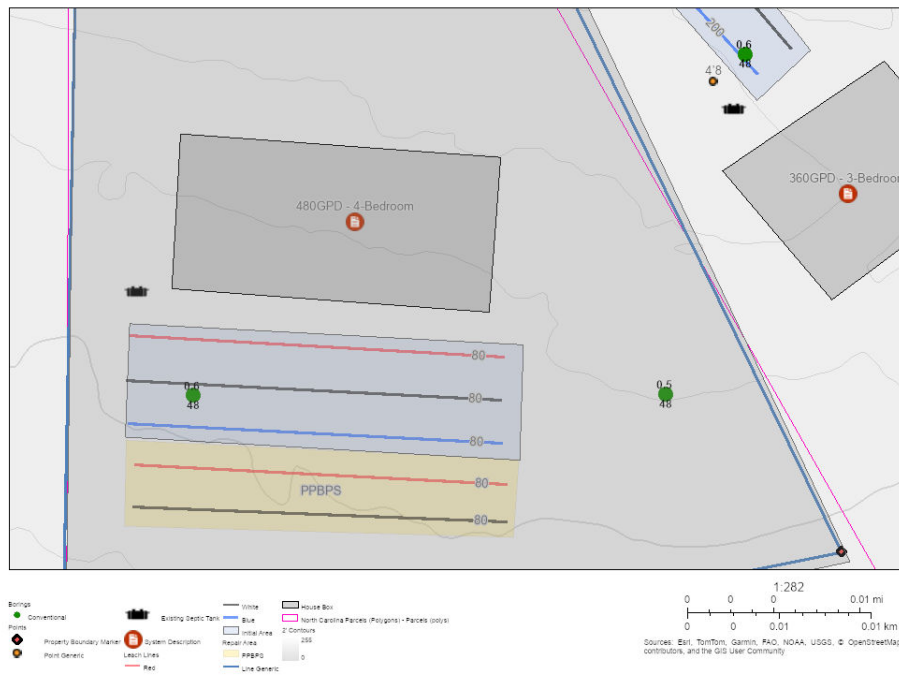 200
0.6
48
4'8
360GPD - 3-Bedroom
480GPD - 4-Bedroom
80
0.6
48
80
0.5
48
80
80
PPBPS
80
Borings
Conventional
Points
Property Boundary Marker
Point Generic
Existing Septic Tank
System Description
Leach Lines
Red
White
Blue
Initial Area
Repair Area
PPBPS
Line Generic
House Box
North Carolina Parcels (Polygons) - Parcels (polys)
2' Contours
255
0
1:282
0 0 0.01 mi
0 0 0.01 0.01 km
Sources: Esri, TomTom, Garmin, FAO, NOAA, USGS, © OpenStreetMap
contributors, and the GIS User Community